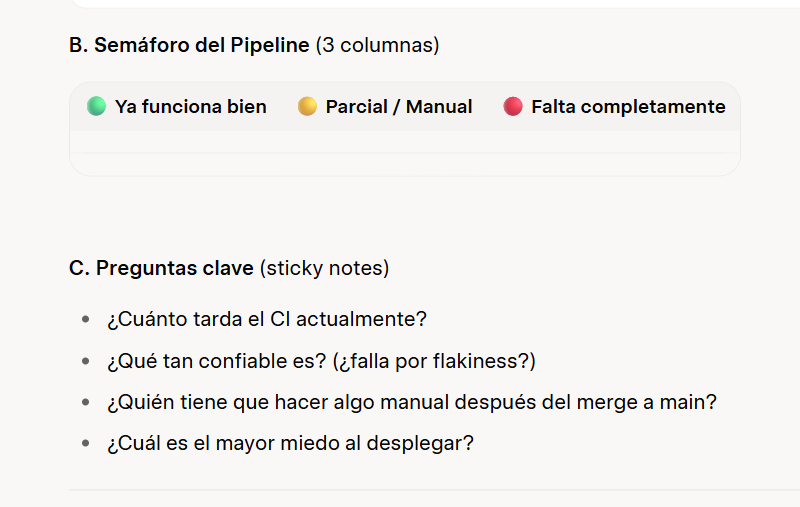 B. Semáforo del Pipeline (3 columnas)
Ya funciona bien
Parcial / Manual
Falta completamente
C. Preguntas clave (sticky notes)
¿Cuánto tarda el CI actualmente?
¿Qué tan confiable es? (¿falla por flakiness?)
¿Quién tiene que hacer algo manual después del merge a main?
¿Cuál es el mayor miedo al desplegar?